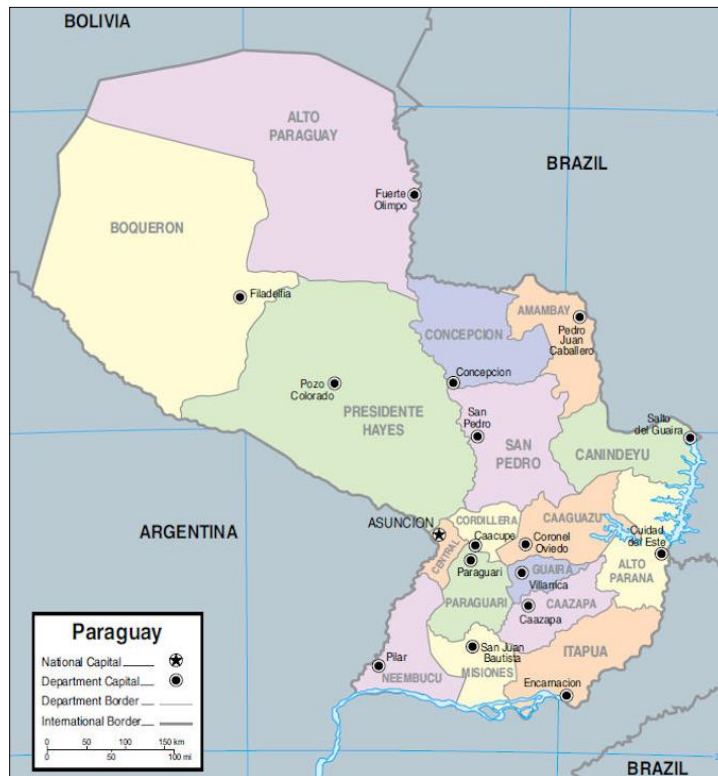 BOLIVIA
ALTO
PARAGUAY
BRAZIL
Fuerte
Olimpo
BOQUERON
Filadelfia
AMAMBAY
CONCEPCION
Pedro
Juan
Caballero
Concepcion
Pozo
Colorado
PRESIDENTE
HAYES
San
Pedro
SAN
PEDRO
Salto
del Guaira
CANINDEYU
ARGENTINA
ASUNCION
CORDILLERA
CAAGUAZU
Caacupe
Coronel
Oviedo
Cuidad
del Este
CENTRAL
Paraguari
GUAIRA
Villarrica
ALTO
PARANA
PARAGUARI
CAAZAPA
Caazapa
San Juan
Bautista
ITAPUA
Pilar
MISIONES
NEEMBUCU
Encarnacion
Paraguay
National Capital
Department Capital
Department Border
International Border
0 50 100 150 km
0 50 100 mi
BRAZIL